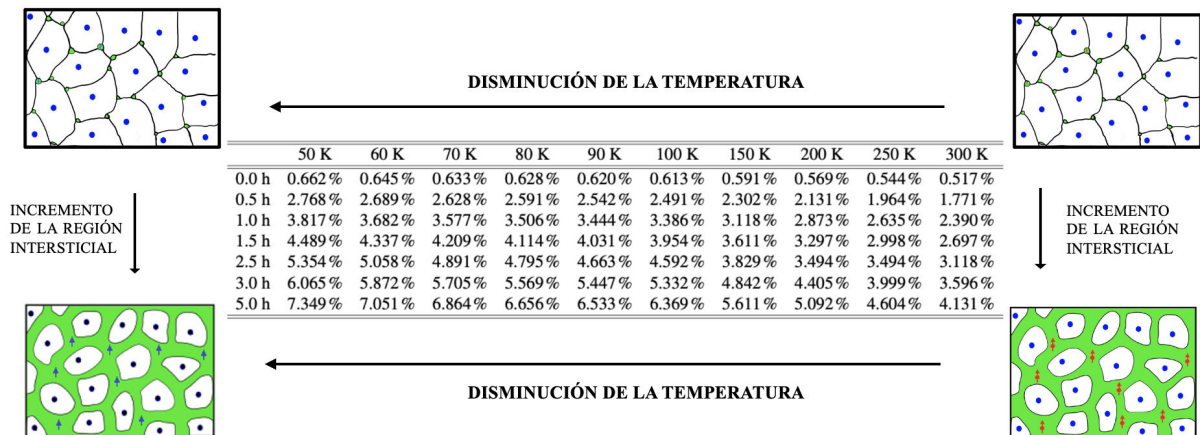 DISMINUCIÓN DE LA TEMPERATURA
50 K 60 K 70 K 80 K 90 K 100 K 150 K 200 K 250 K 300 K
0.0 h 0.662 % 0.645 % 0.633 % 0.628 % 0.620 % 0.613 % 0.591 % 0.569 % 0.544 % 0.517 %
0.5 h 2.768 % 2.689 % 2.628 % 2.591 % 2.542 % 2.491 % 2.302 % 2.131 % 1.964 % 1.771 %
1.0 h 3.817 % 3.682 % 3.577 % 3.506 % 3.444 % 3.386 % 3.118 % 2.873 % 2.635 % 2.390 %
1.5 h 4.489 % 4.337 % 4.209 % 4.114 % 4.031 % 3.954 % 3.611 % 3.297 % 2.998 % 2.697 %
2.5 h 5.354 % 5.058 % 4.891 % 4.795 % 4.663 % 4.592 % 3.829 % 3.494 % 3.494 % 3.118 %
3.0 h 6.065 % 5.872 % 5.705 % 5.569 % 5.447 % 5.332 % 4.842 % 4.405 % 3.999 % 3.596 %
5.0 h 7.349 % 7.051 % 6.864 % 6.656 % 6.533 % 6.369 % 5.611 % 5.092 % 4.604 % 4.131 %
INCREMENTO
DE LA REGIÓN
INTERSTICIAL
INCREMENTO
DE LA REGIÓN
INTERSTICIAL
DISMINUCIÓN DE LA TEMPERATURA